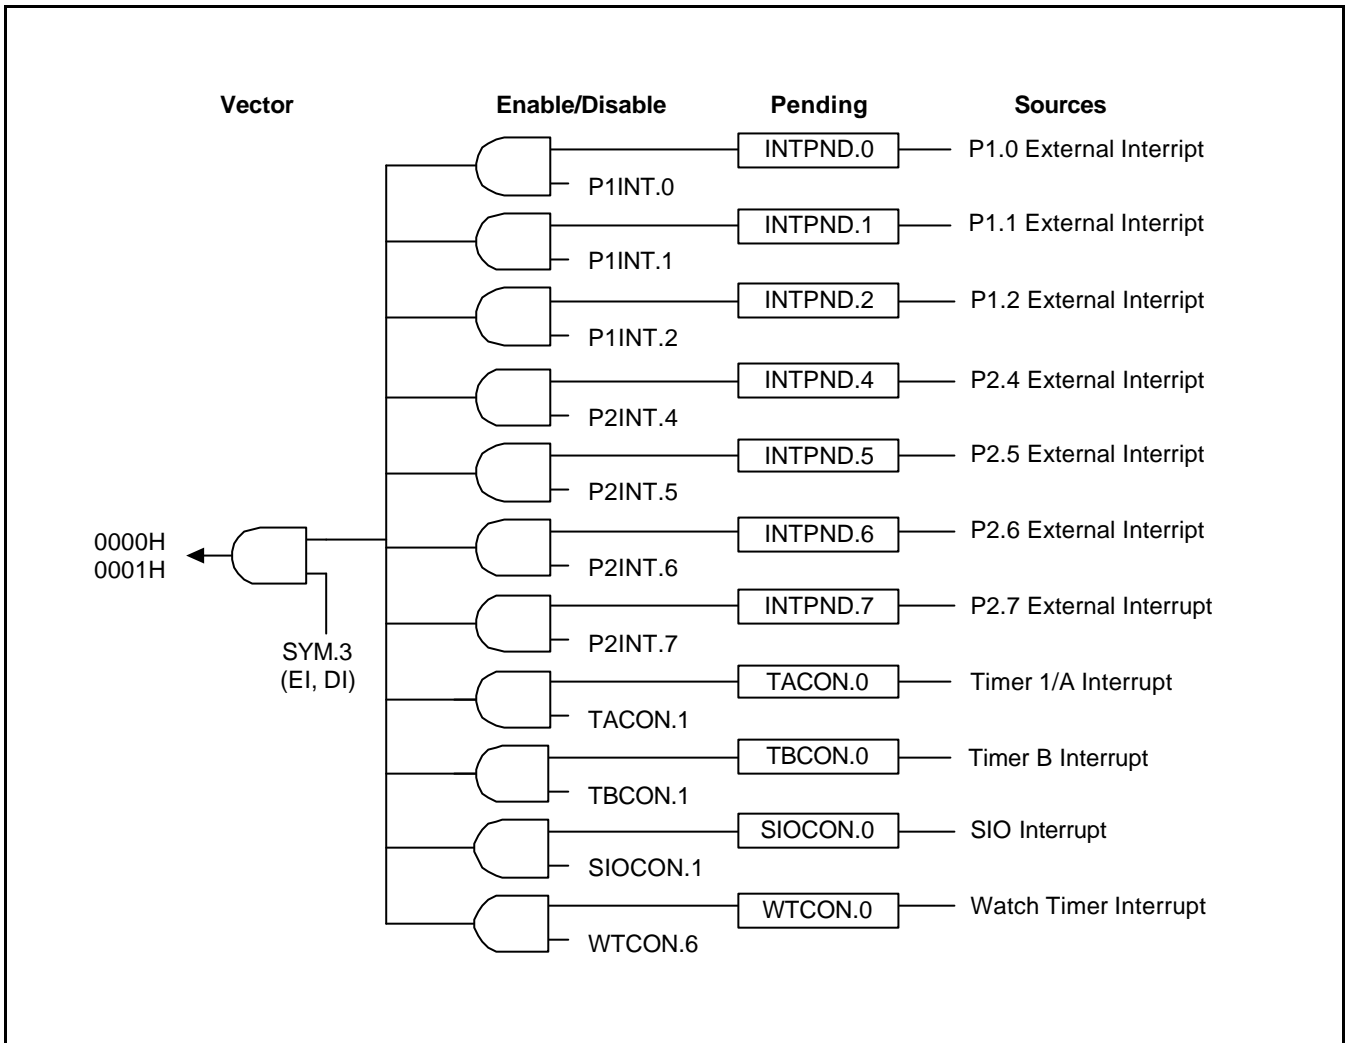 Vector Enable/Disable Pending Sources
INTPND.0 P1.0 External Interript
P1INT.0
INTPND.1 P1.1 External Interript
P1INT.1
INTPND.2 P1.2 External Interript
P1INT.2
INTPND.4 P2.4 External Interript
P2INT.4
INTPND.5 P2.5 External Interript
P2INT.5
INTPND.6 P2.6 External Interript
0000H
0001H
P2INT.6
INTPND.7 P2.7 External Interrupt
P2INT.7
SYM.3
(EI, DI)
TACON.0 Timer 1/A Interrupt
TACON.1
TBCON.0 Timer B Interrupt
TBCON.1
SIOCON.0 SIO Interrupt
SIOCON.1
WTCON.0 Watch Timer Interrupt
WTCON.6